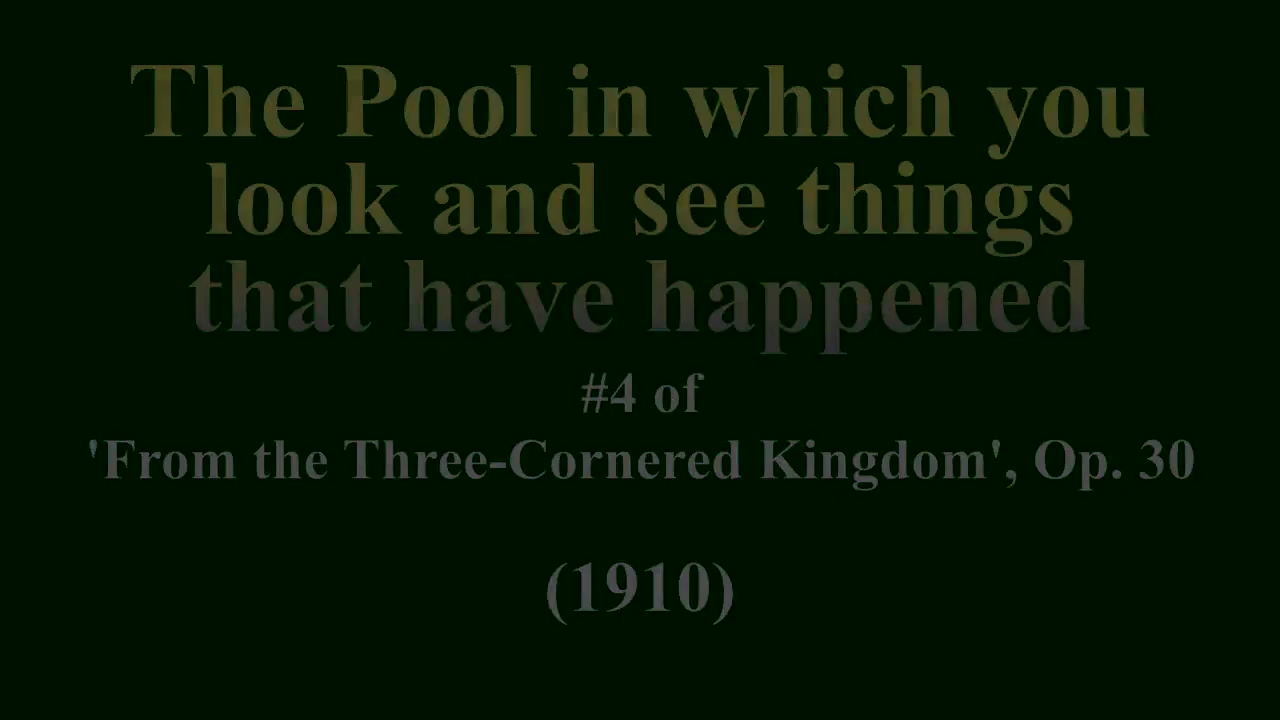 The Pool in which you
look and see things
that have happened
#4 of
'From the Three-Cornered Kingdom', Op. 30
(1910)